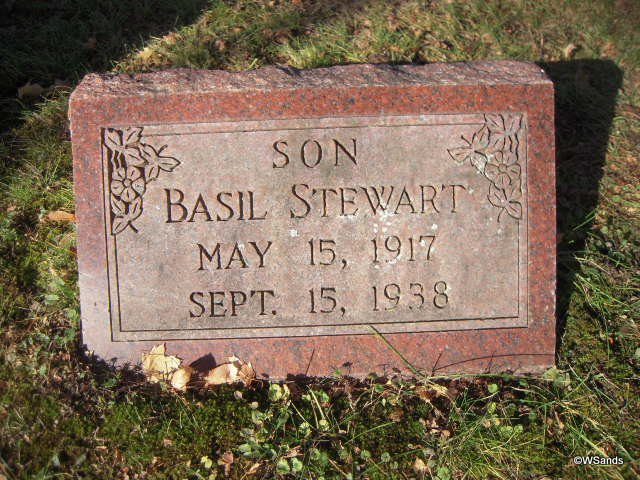 SON
BASIL STEWART
MAY 15, 1917
SEPT. 15, 1938
©WSands